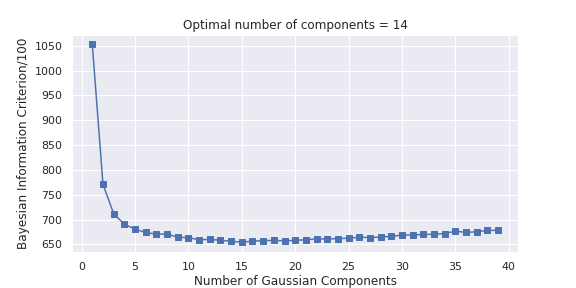 Optimal number of components = 14
Bayesian Information Criterion/100
1050
1000
950
900
850
800
750
700
650
0 5 10 15 20 25 30 35 40
Number of Gaussian Components